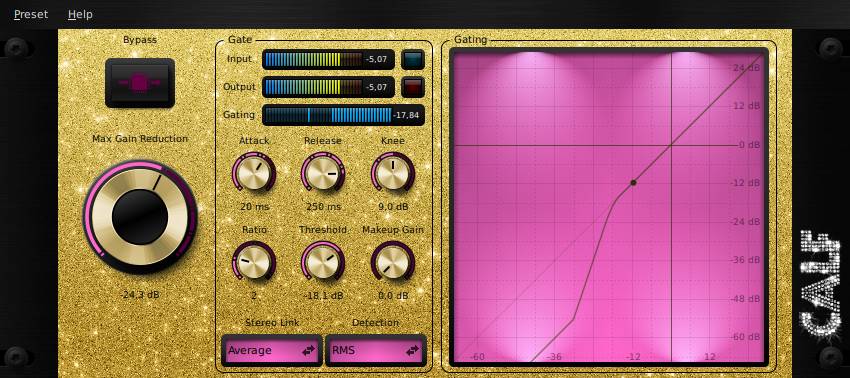 Preset Help
Bypass
Max Gain Reduction
-24,3 dB
Gate
Input -5,07
Output -5,07
Gating -17,84
Attack Release Knee
20 ms 250 ms 9,0 dB
Ratio Threshold Makeup Gain
2 -18,1 dB 0,0 dB
Stereo Link Detection
Average RMS
Gating
24 dB
12 dB
0 dB
-12 dB
-24 dB
-36 dB
-48 dB
-60 dB
-60 -36 -12 12
CALF